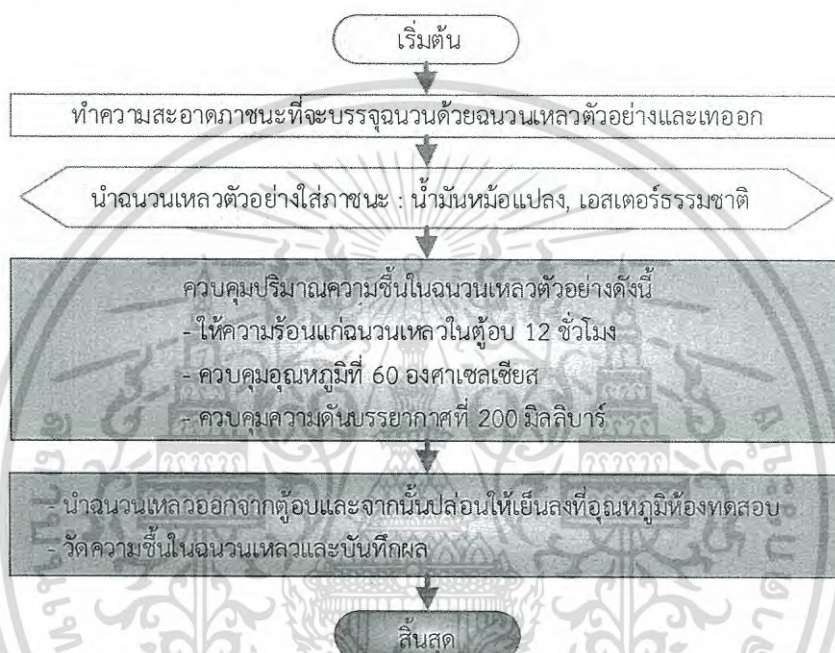 เริ่มต้น
ทำความสะอาดภาชนะที่จะบรรจุฉนวนด้วยฉนวนเหลวตัวอย่างและเทออก
นำฉนวนเหลวตัวอย่างใส่ภาชนะ : น้ำมันหม้อแปลง, เอสเตอร์ธรรมชาติ
ควบคุมปริมาณความชื้นในฉนวนเหลวตัวอย่างดังนี้
- ให้ความร้อนแก่ฉนวนเหลวในตู้อบ 12 ชั่วโมง
- ควบคุมอุณหภูมิที่ 60 องศาเซลเซียส
- ควบคุมความดันบรรยากาศที่ 200 มิลลิบาร์
- นำฉนวนเหลวออกจากตู้อบและจากนั้นปล่อนให้เย็นลงที่อุณหภูมิห้องทดสอบ
- วัดความชื้นในฉนวนเหลวและบันทึกผล
สิ้นสุด